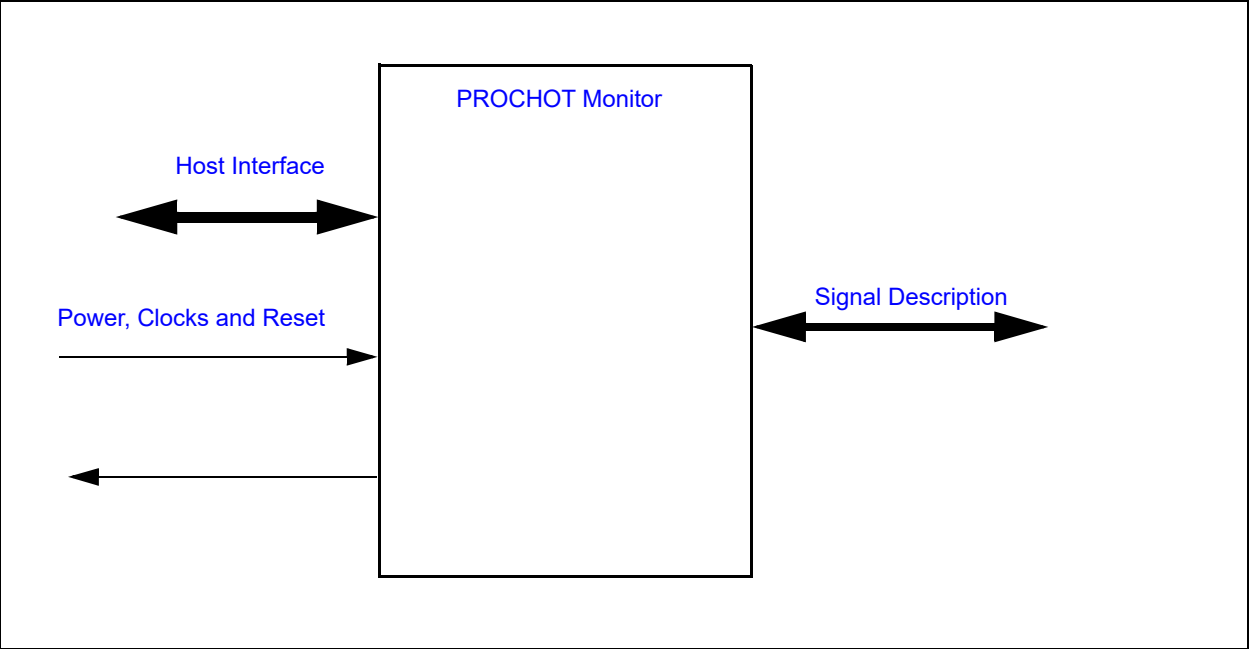 PROCHOT Monitor
Host Interface
Signal Description
Power, Clocks and Reset